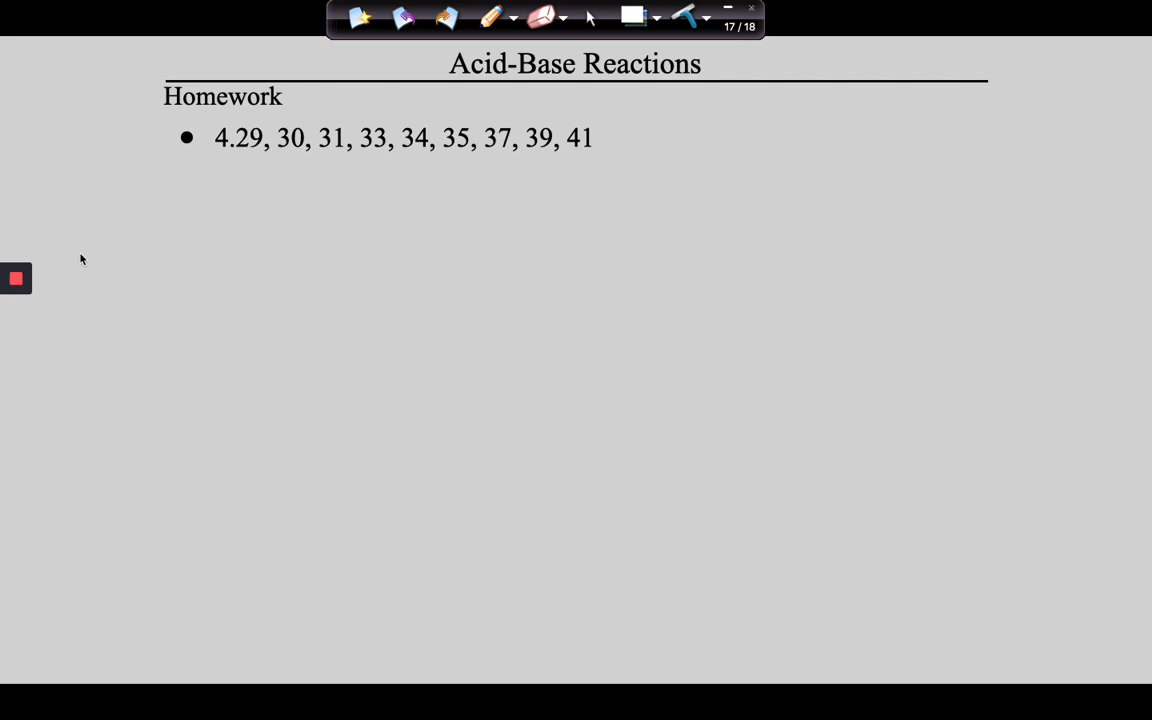 17 / 18
Acid-Base Reactions
Homework
● 4.29, 30, 31, 33, 34, 35, 37, 39, 41